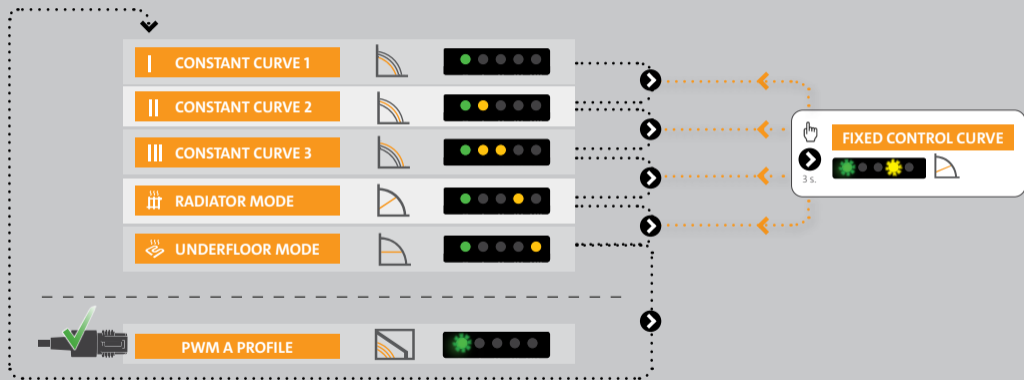 CONSTANT CURVE 1
CONSTANT CURVE 2
CONSTANT CURVE 3
RADIATOR MODE
UNDERFLOOR MODE
PWM A PROFILE
FIXED CONTROL CURVE
3 s.